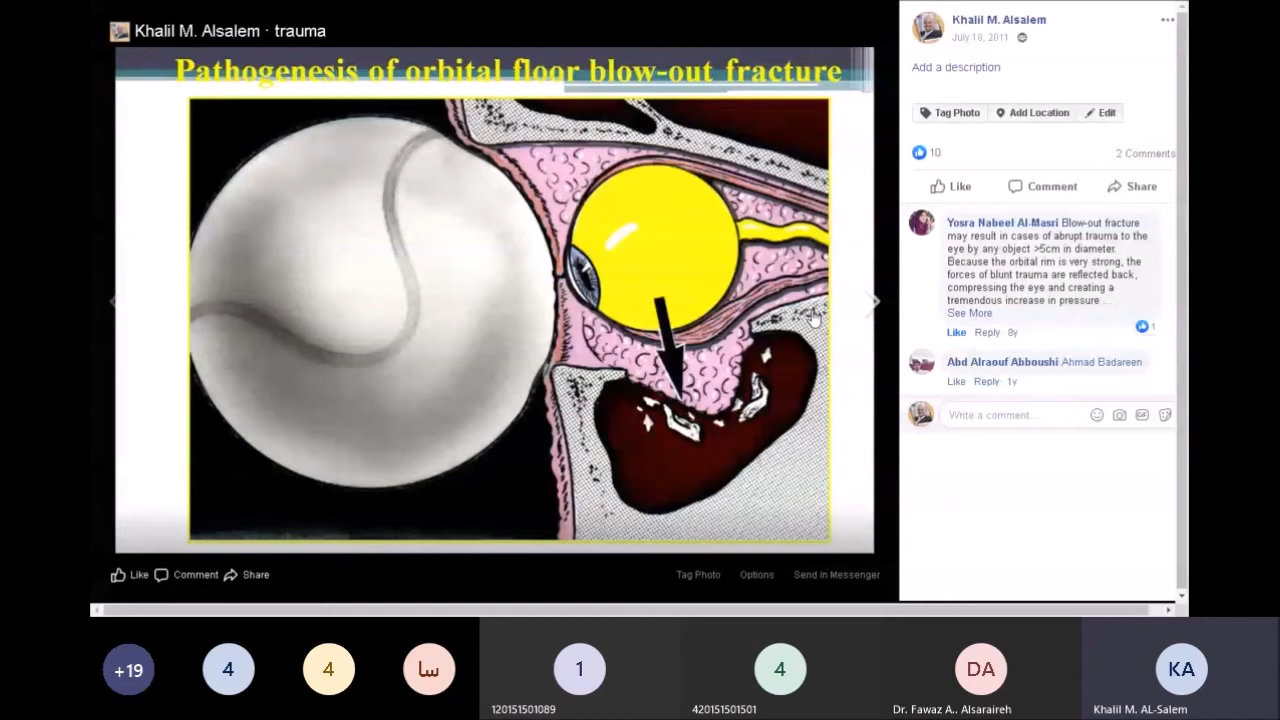 Khalil M. Alsalem · trauma
Pathogenesis of orbital floor blow-out fracture
Like Comment Share
Tag Photo Options Send in Messenger
Khalil M. Alsalem
July 18, 2011
Add a description
Tag Photo Add Location Edit
10
2 Comments
Like Comment Share
Yosra Nabeel Al-Masri Blow-out fracture
may result in cases of abrupt trauma to the
eye by any object >5cm in diameter.
Because the orbital rim is very strong, the
forces of blunt trauma are reflected back,
compressing the eye and creating a
tremendous increase in pressure ...
See More
1
Like Reply 8y
Abd Alraouf Abboushi Ahmad Badareen
Like Reply 1y
Write a comment...
GIF
+19
4
4
سا
1
4
DA
KA
120151501089
420151501501
Dr. Fawaz A.. Alsaraireh
Khalil M. AL-Salem